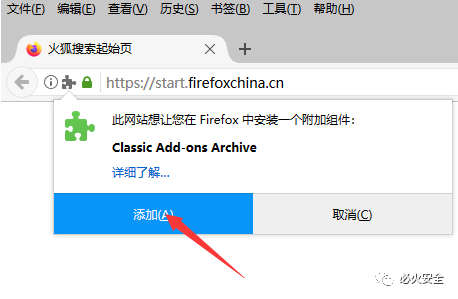 文件(F) 编辑(E) 查看(V) 历史(S) 书签(B) 工具(T) 帮助(H)
火狐搜索起始页
https://start.firefoxchina.cn
此网站想让您在 Firefox 中安装一个附加组件：
Classic Add-ons Archive
详细了解...
添加(A) 取消(C)
必火安全